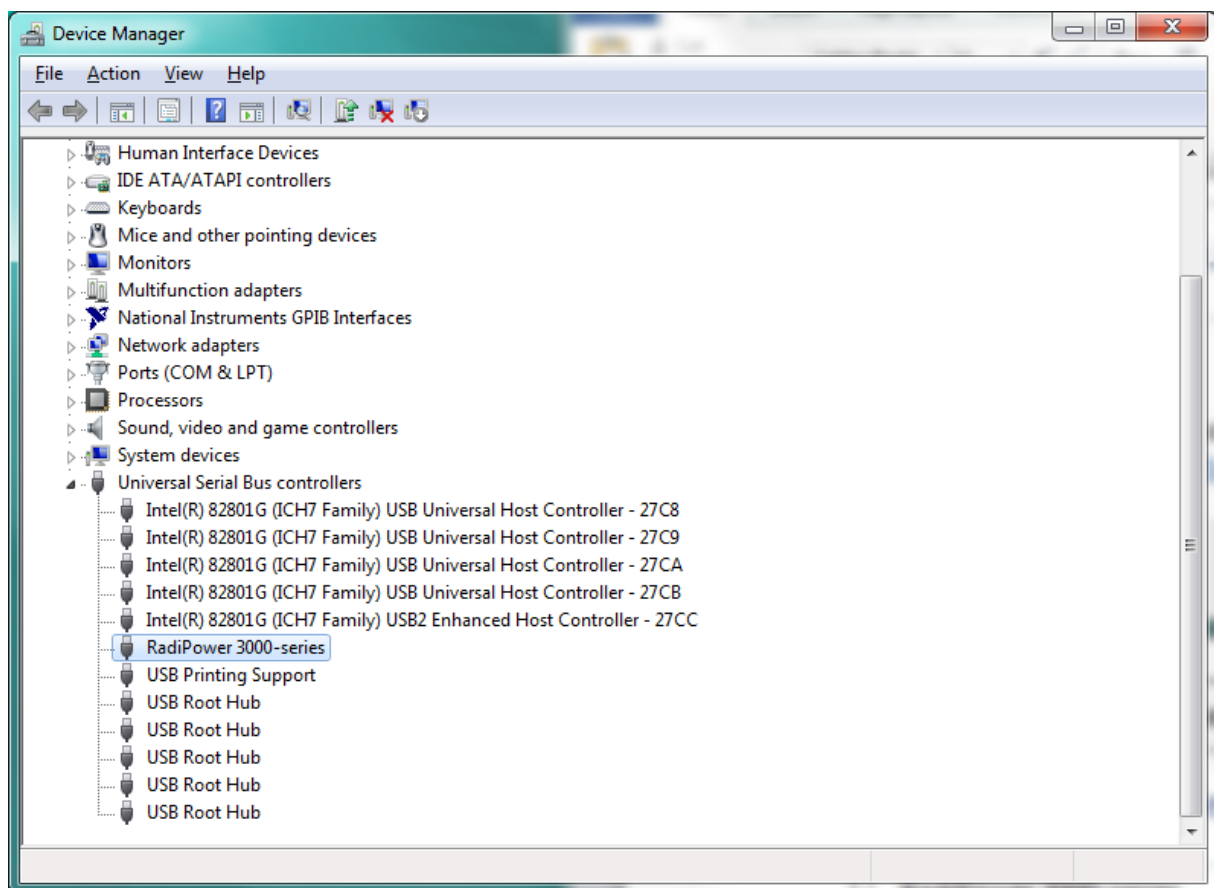 Device Manager
File Action View Help
Human Interface Devices
IDE ATA/ATAPI controllers
Keyboards
Mice and other pointing devices
Monitors
Multifunction adapters
National Instruments GPIB Interfaces
Network adapters
Ports (COM & LPT)
Processors
Sound, video and game controllers
System devices
Universal Serial Bus controllers
Intel(R) 82801G (ICH7 Family) USB Universal Host Controller - 27C8
Intel(R) 82801G (ICH7 Family) USB Universal Host Controller - 27C9
Intel(R) 82801G (ICH7 Family) USB Universal Host Controller - 27CA
Intel(R) 82801G (ICH7 Family) USB Universal Host Controller - 27CB
Intel(R) 82801G (ICH7 Family) USB2 Enhanced Host Controller - 27CC
RadiPower 3000-series
USB Printing Support
USB Root Hub
USB Root Hub
USB Root Hub
USB Root Hub
USB Root Hub